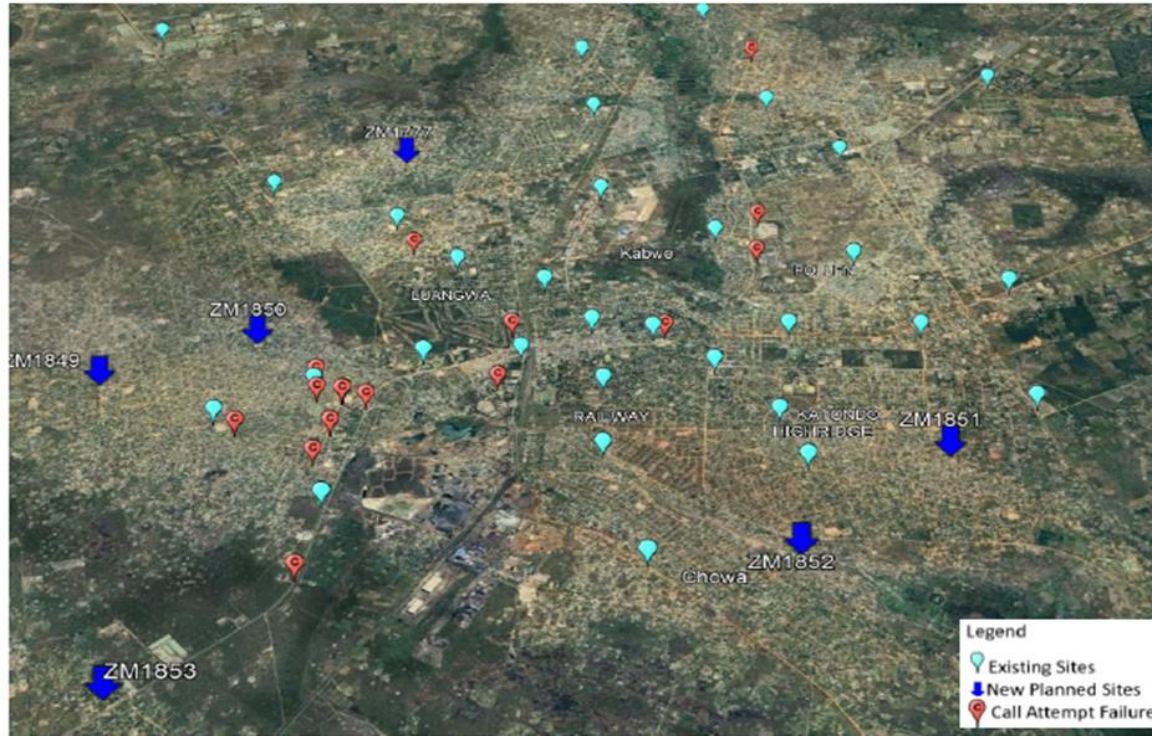 ZM1777
Kabwe
LUANGWA
ZM1850
ZM1849
RAILWAY
KATONDO
HIGHRIDGE
ZM1851
ZM1852
Chowa
ZM1853
Legend
Existing Sites
New Planned Sites
Call Attempt Failure